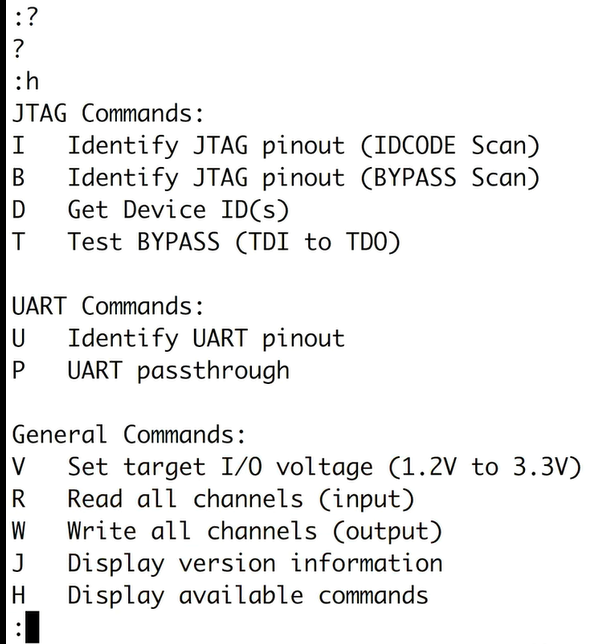 :?
?
:h
JTAG Commands:
I   Identify JTAG pinout (IDCODE Scan)
B   Identify JTAG pinout (BYPASS Scan)
D   Get Device ID(s)
T   Test BYPASS (TDI to TDO)

UART Commands:
U   Identify UART pinout
P   UART passthrough

General Commands:
V   Set target I/O voltage (1.2V to 3.3V)
R   Read all channels (input)
W   Write all channels (output)
J   Display version information
H   Display available commands
: